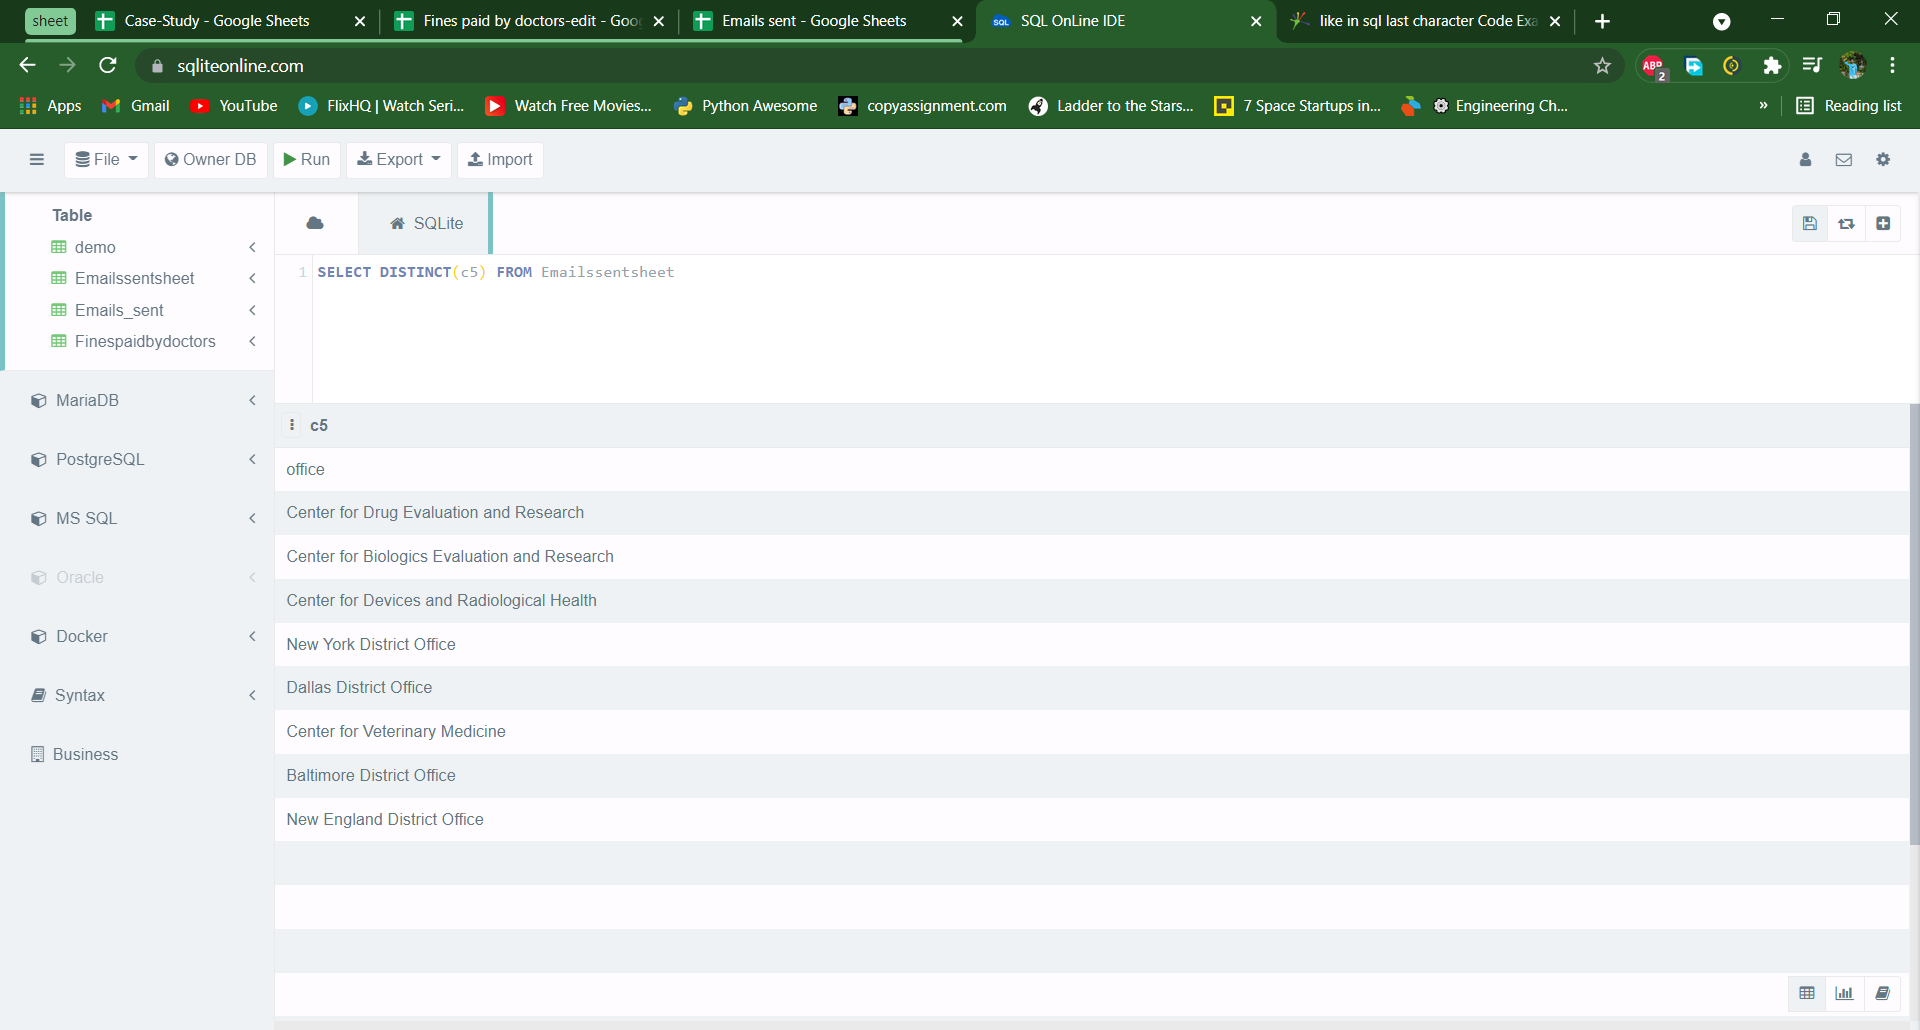 sheet
Case-Study - Google Sheets
Fines paid by doctors-edit - Goo
Emails sent - Google Sheets
SQL SQL OnLine IDE
like in sql last character Code Exa
sqliteonline.com
ABP
2
Apps
Gmail
YouTube
FlixHQ | Watch Seri...
Watch Free Movies...
Python Awesome
copyassignment.com
Ladder to the Stars...
7 Space Startups in...
Engineering Ch...
»
Reading list
File
Owner DB
Run
Export
Import
Table
demo
Emailssentsheet
Emails_sent
Finespaidbydoctors
MariaDB
PostgreSQL
MS SQL
Oracle
Docker
Syntax
Business
SQLite
1 SELECT DISTINCT(c5) FROM Emailssentsheet
c5
office
Center for Drug Evaluation and Research
Center for Biologics Evaluation and Research
Center for Devices and Radiological Health
New York District Office
Dallas District Office
Center for Veterinary Medicine
Baltimore District Office
New England District Office